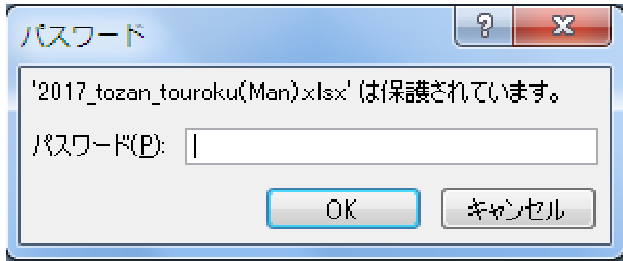 パスワード
'2017_tozan_touroku(Man).xlsx' は保護されています。
パスワード(P):
OK
キャンセル